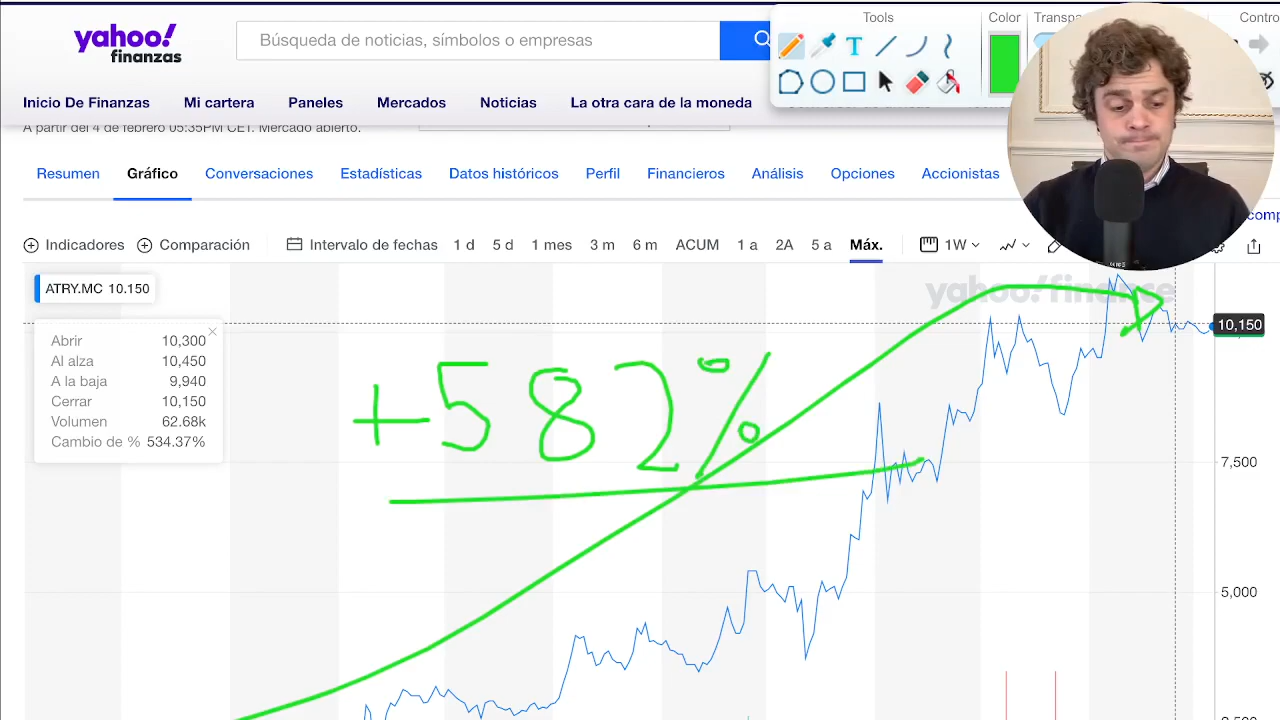 yahoo!
finanzas
Búsqueda de noticias, símbolos o empresas
Tools
Color
Inicio De Finanzas
Mi cartera
Paneles
Mercados
Noticias
La otra cara de la moneda
A partir del 4 de febrero 05:35PM CET. Mercado abierto.
Resumen
Gráfico
Conversaciones
Estadísticas
Datos históricos
Perfil
Financieros
Análisis
Opciones
Accionistas
Indicadores
Comparación
Intervalo de fechas
1 d
5 d
1 mes
3 m
6 m
ACUM
1 a
2A
5 a
Máx.
1W
ATRY.MC 10.150
yahoo!finance
Abrir 10,300
Al alza 10,450
A la baja 9,940
Cerrar 10,150
Volumen 62.68k
Cambio de % 534.37%
+582%
10,150
7,500
5,000